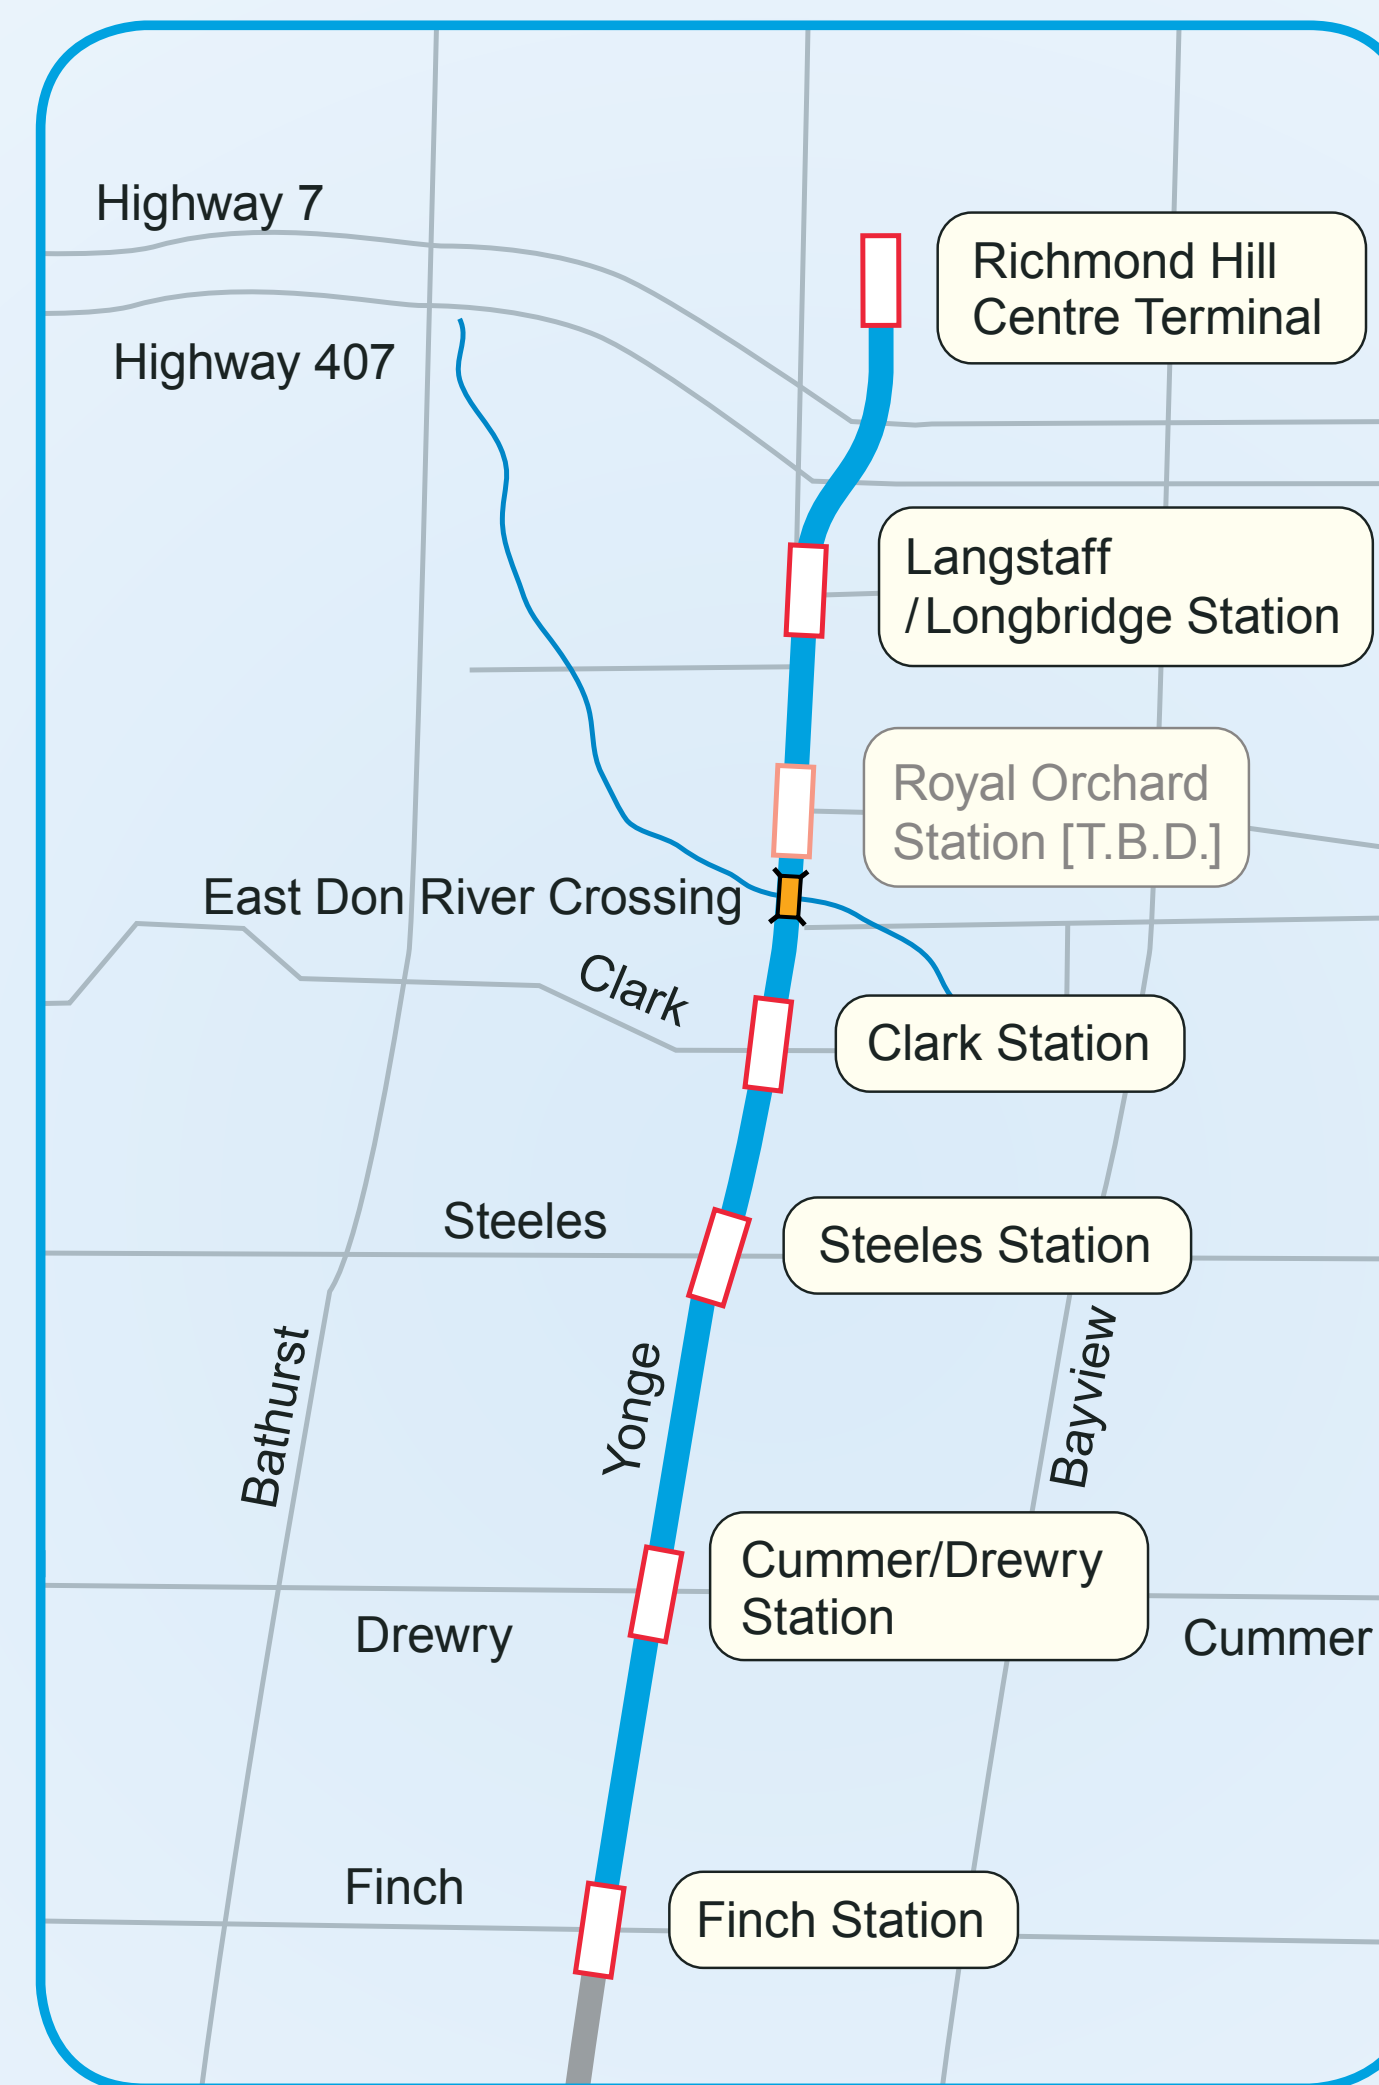 Highway 7
Richmond Hill
Centre Terminal
Highway 407
Langstaff
/Longbridge Station
Royal Orchard
Station [T.B.D.]
East Don River Crossing
Clark
Clark Station
Steeles
Steeles Station
Bathurst
Yonge
Bayview
Cummer/Drewry
Station
Drewry
Cummer
Finch
Finch Station